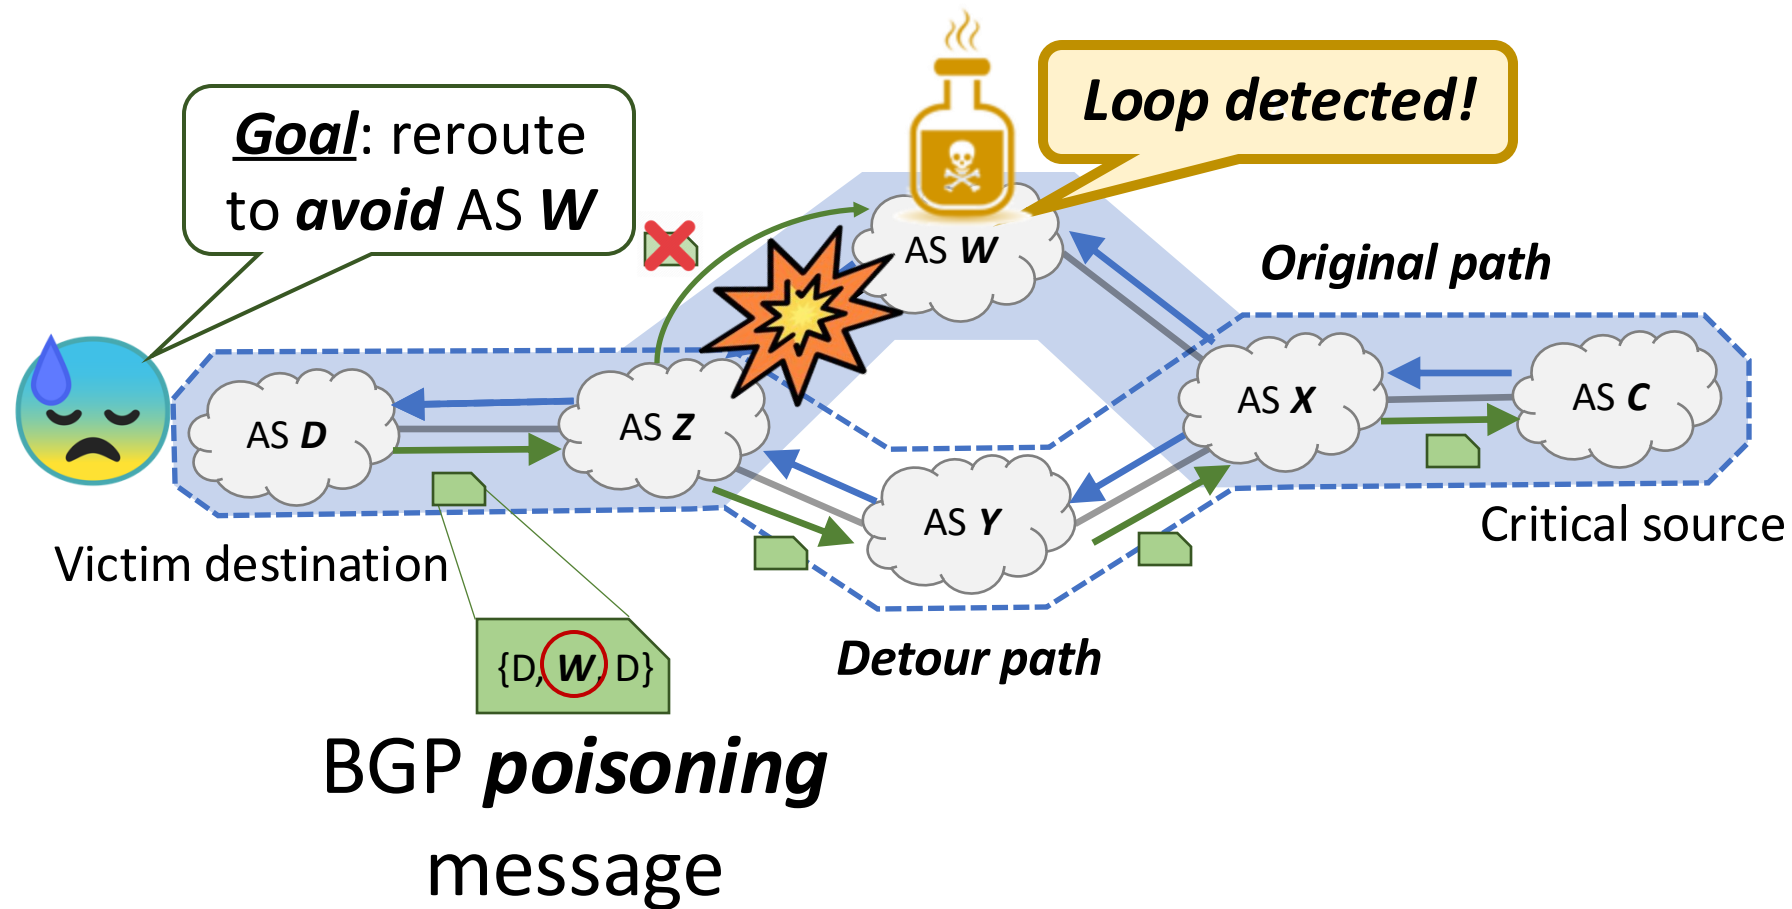 Goal: reroute
to avoid AS W
Loop detected!
AS W
Original path
AS D
AS Z
AS X
AS C
AS Y
Victim destination
Critical source
Detour path
{D, W, D}
BGP poisoning
message